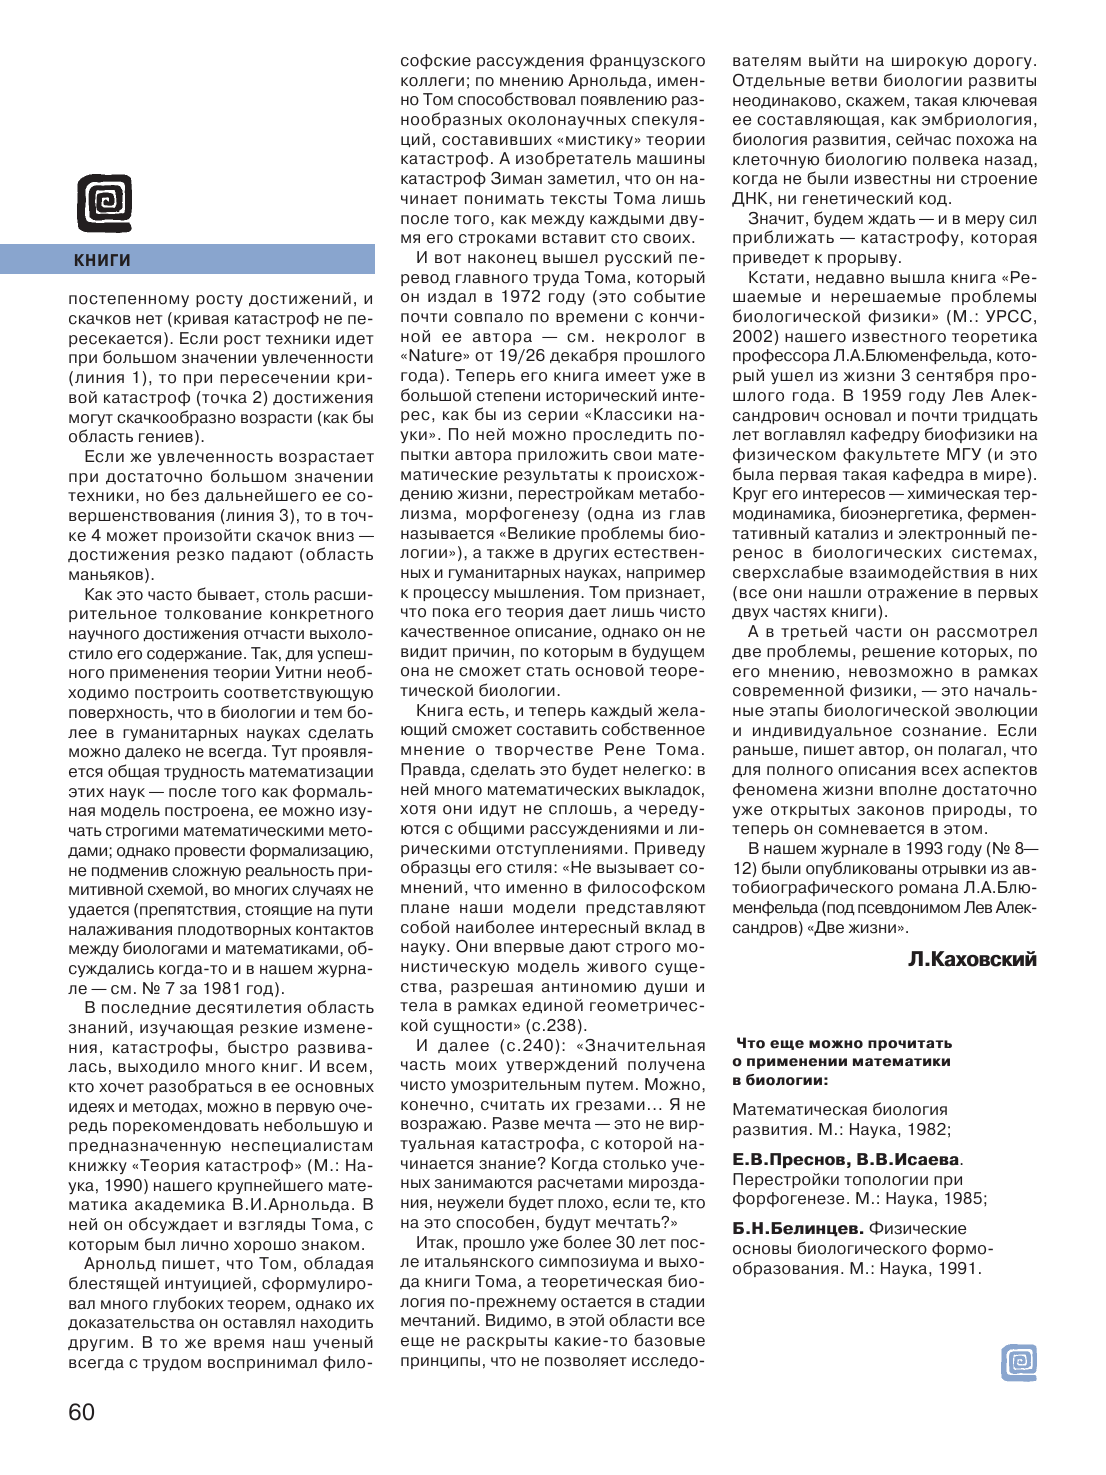 КНИГИ
постепенному росту достижений, и
скачков нет (кривая катастроф не пе-
ресекается). Если рост техники идет
при большом значении увлеченности
(линия 1), то при пересечении кри-
вой катастроф (точка 2) достижения
могут скачкообразно возрасти (как бы
область гениев).
Если же увлеченность возрастает
при достаточно большом значении
техники, но без дальнейшего ее со-
вершенствования (линия 3), то в точ-
ке 4 может произойти скачок вниз —
достижения резко падают (область
маньяков).
Как это часто бывает, столь расши-
рительное толкование конкретного
научного достижения отчасти выхоло-
стило его содержание. Так, для успеш-
ного применения теории Уитни необ-
ходимо построить соответствующую
поверхность, что в биологии и тем бо-
лее в гуманитарных науках сделать
можно далеко не всегда. Тут проявля-
ется общая трудность математизации
этих наук — после того как формаль-
ная модель построена, ее можно изу-
чать строгими математическими мето-
дами; однако провести формализацию,
не подменив сложную реальность при-
митивной схемой, во многих случаях не
удается (препятствия, стоящие на пути
налаживания плодотворных контактов
между биологами и математиками, об-
суждались когда-то и в нашем журна-
ле — см. № 7 за 1981 год).
В последние десятилетия область
знаний, изучающая резкие измене-
ния, катастрофы, быстро развива-
лась, выходило много книг. И всем,
кто хочет разобраться в ее основных
идеях и методах, можно в первую оче-
редь порекомендовать небольшую и
предназначенную неспециалистам
книжку «Теория катастроф» (М.: На-
ука, 1990) нашего крупнейшего мате-
матика академика В.И.Арнольда. В
ней он обсуждает и взгляды Тома, с
которым был лично хорошо знаком.
Арнольд пишет, что Том, обладая
блестящей интуицией, сформулиро-
вал много глубоких теорем, однако их
доказательства он оставлял находить
другим. В то же время наш ученый
всегда с трудом воспринимал фило-
софские рассуждения французского
коллеги; по мнению Арнольда, имен-
но Том способствовал появлению раз-
нообразных околонаучных спекуля-
ций, составивших «мистику» теории
катастроф. А изобретатель машины
катастроф Зиман заметил, что он на-
чинает понимать тексты Тома лишь
после того, как между каждыми дву-
мя его строками вставит сто своих.
И вот наконец вышел русский пе-
ревод главного труда Тома, который
он издал в 1972 году (это событие
почти совпало по времени с кончи-
ной ее автора — см. некролог в
«Nature» от 19/26 декабря прошлого
года). Теперь его книга имеет уже в
большой степени исторический инте-
рес, как бы из серии «Классики на-
уки». По ней можно проследить по-
пытки автора приложить свои мате-
матические результаты к происхож-
дению жизни, перестройкам метабо-
лизма, морфогенезу (одна из глав
называется «Великие проблемы био-
логии»), а также в других естествен-
ных и гуманитарных науках, например
к процессу мышления. Том признает,
что пока его теория дает лишь чисто
качественное описание, однако он не
видит причин, по которым в будущем
она не сможет стать основой теоре-
тической биологии.
Книга есть, и теперь каждый жела-
ющий сможет составить собственное
мнение о творчестве Рене Тома.
Правда, сделать это будет нелегко: в
ней много математических выкладок,
хотя они идут не сплошь, а череду-
ются с общими рассуждениями и ли-
рическими отступлениями. Приведу
образцы его стиля: «Не вызывает со-
мнений, что именно в философском
плане наши модели представляют
собой наиболее интересный вклад в
науку. Они впервые дают строго мо-
нистическую модель живого суще-
ства, разрешая антиномию души и
тела в рамках единой геометричес-
кой сущности» (с.238).
И далее (с.240): «Значительная
часть моих утверждений получена
чисто умозрительным путем. Можно,
конечно, считать их грезами... Я не
возражаю. Разве мечта — это не вир-
туальная катастрофа, с которой на-
чинается знание? Когда столько уче-
ных занимаются расчетами мирозда-
ния, неужели будет плохо, если те, кто
на это способен, будут мечтать?»
Итак, прошло уже более 30 лет пос-
ле итальянского симпозиума и выхо-
да книги Тома, а теоретическая био-
логия по-прежнему остается в стадии
мечтаний. Видимо, в этой области все
еще не раскрыты какие-то базовые
принципы, что не позволяет исследо-
вателям выйти на широкую дорогу.
Отдельные ветви биологии развиты
неодинаково, скажем, такая ключевая
ее составляющая, как эмбриология,
биология развития, сейчас похожа на
клеточную биологию полвека назад,
когда не были известны ни строение
ДНК, ни генетический код.
Значит, будем ждать — и в меру сил
приближать — катастрофу, которая
приведет к прорыву.
Кстати, недавно вышла книга «Ре-
шаемые и нерешаемые проблемы
биологической физики» (М.: УРСС,
2002) нашего известного теоретика
профессора Л.А.Блюменфельда, кото-
рый ушел из жизни 3 сентября про-
шлого года. В 1959 году Лев Алек-
сандрович основал и почти тридцать
лет возглавлял кафедру биофизики на
физическом факультете МГУ (и это
была первая такая кафедра в мире).
Круг его интересов — химическая тер-
модинамика, биоэнергетика, фермен-
тативный катализ и электронный пе-
ренос в биологических системах,
сверхслабые взаимодействия в них
(все они нашли отражение в первых
двух частях книги).
А в третьей части он рассмотрел
две проблемы, решение которых, по
его мнению, невозможно в рамках
современной физики, — это началь-
ные этапы биологической эволюции
и индивидуальное сознание. Если
раньше, пишет автор, он полагал, что
для полного описания всех аспектов
феномена жизни вполне достаточно
уже открытых законов природы, то
теперь он сомневается в этом.
В нашем журнале в 1993 году (№ 8—
12) были опубликованы отрывки из ав-
тобиографического романа Л.А.Блю-
менфельда (под псевдонимом Лев Алек-
сандров) «Две жизни».
Л.Каховский
Что еще можно прочитать
о применении математики
в биологии:
Математическая биология
развития. М.: Наука, 1982;
Е.В.Преснов, В.В.Исаева.
Перестройки топологии при
форфогенезе. М.: Наука, 1985;
Б.Н.Белинцев. Физические
основы биологического формо-
образования. М.: Наука, 1991.
60